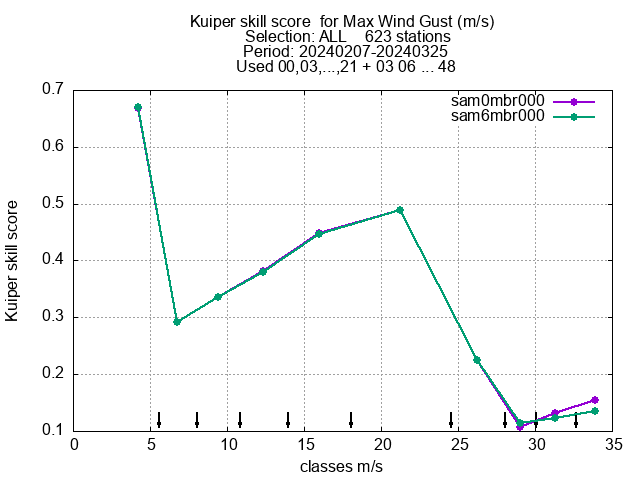 Kuiper skill score  for Max Wind Gust (m/s)
Selection: ALL    623 stations
Period: 20240207-20240325
Used 00,03,...,21 + 03 06 ... 48
sam0mbr000
sam6mbr000
0.7
0.6
0.5
0.4
0.3
0.2
0.1
Kuiper skill score
0 5 10 15 20 25 30 35
classes m/s